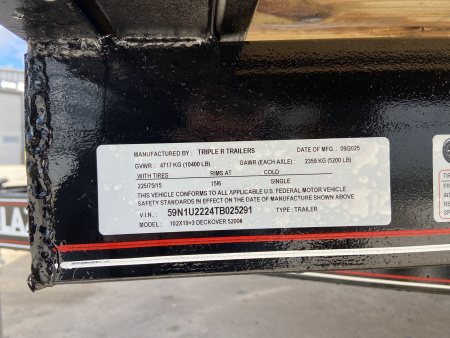 MANUFACTURED BY : TRIPLE R TRAILERS DATE OF MFG. : 09/2025
GVWR : 4717 KG (10400 LB) GAWR (EACH AXLE) : 2359 KG (5200 LB)
WITH TIRES RIMS AT COLD
225/75/15 15/6 SINGLE
THIS VEHICLE CONFORMS TO ALL APPLICABLE U.S. FEDERAL MOTOR VEHICLE
SAFETY STANDARDS IN EFFECT ON THE DATE OF MANUFACTURE SHOWN ABOVE
V.I.N. : 59N1U2224TB025291 TYPE : TRAILER
MODEL : 102X19+3 DECKOVER 52008